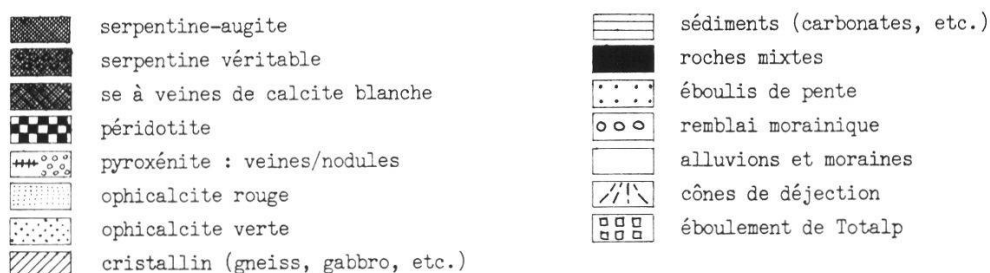 serpentine-augite
serpentine véritable
se à veines de calcite blanche
péridotite
pyroxénite : veines/nodules
ophicalcite rouge
ophicalcite verte
cristallin (gneiss, gabbro, etc.)
sédiments (carbonates, etc.)
roches mixtes
éboulis de pente
remblai morainique
alluvions et moraines
cônes de déjection
éboulement de Totalp